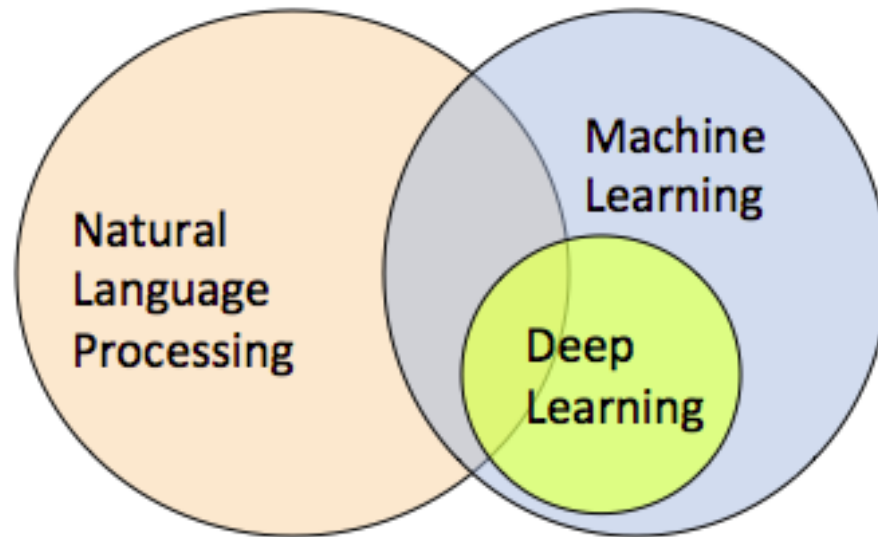 Natural
Language
Processing
Machine
Learning
Deep
Learning